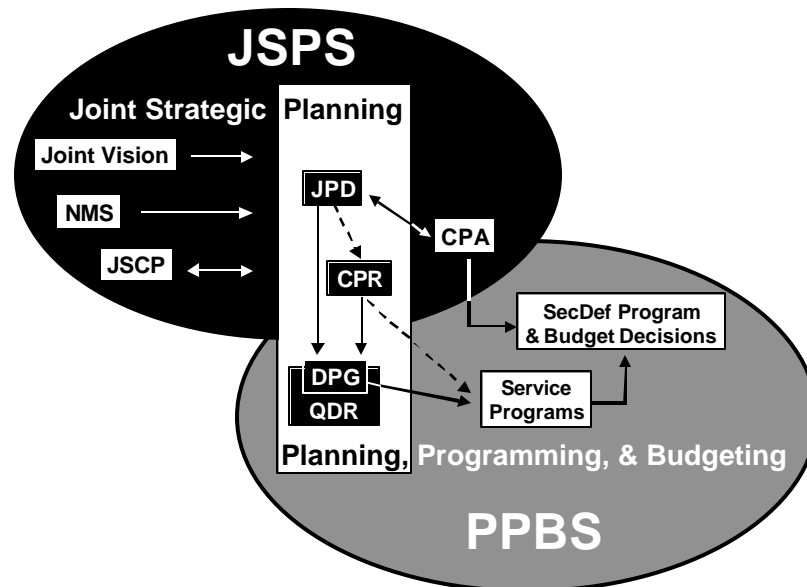 JSPS
Joint Strategic Planning
Joint Vision
JPD
NMS
CPA
JSCP
CPR
SecDef Program
& Budget Decisions
DPG
Service
Programs
QDR
Planning, Programming, & Budgeting
PPBS